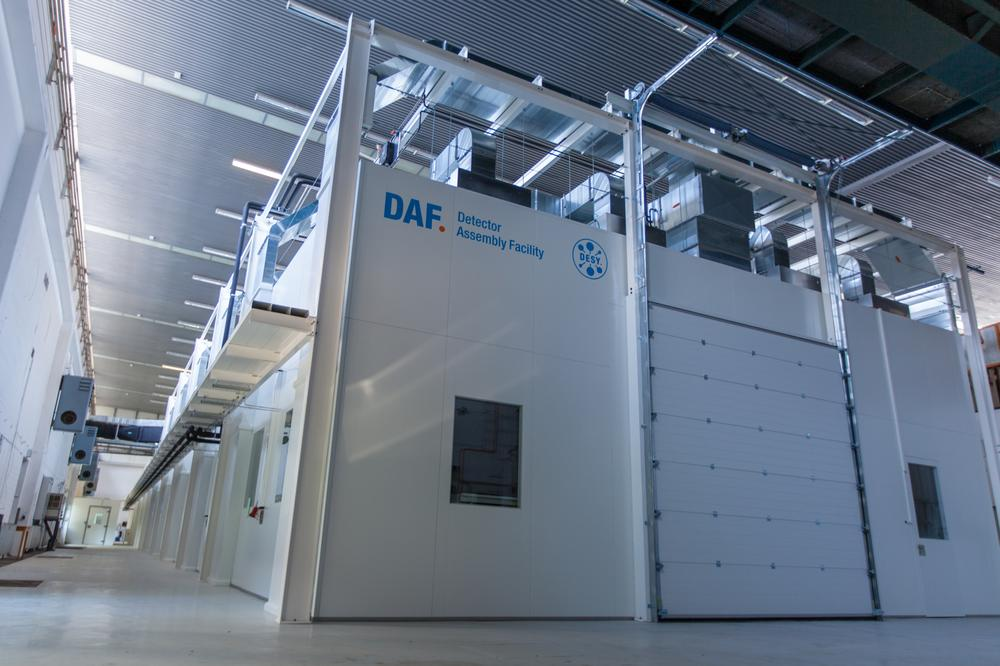 DAF.
Detector
Assembly Facility
DESY.